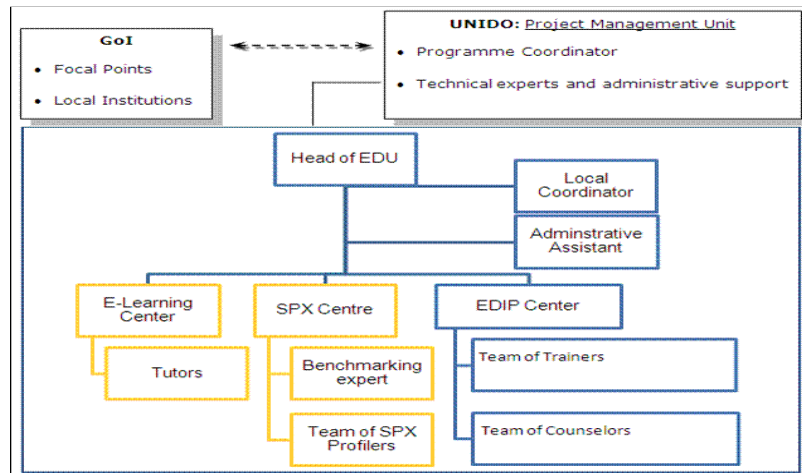 GoI
• Focal Points
• Local Institutions
UNIDO: Project Management Unit
• Programme Coordinator
• Technical experts and administrative support
Head of EDU
Local
Coordinator
Adminstrative
Assistant
E-Learning
Center
SPX Centre
EDIP Center
Tutors
Benchmarking
expert
Team of Trainers
Team of SPX
Profilers
Team of Counselors